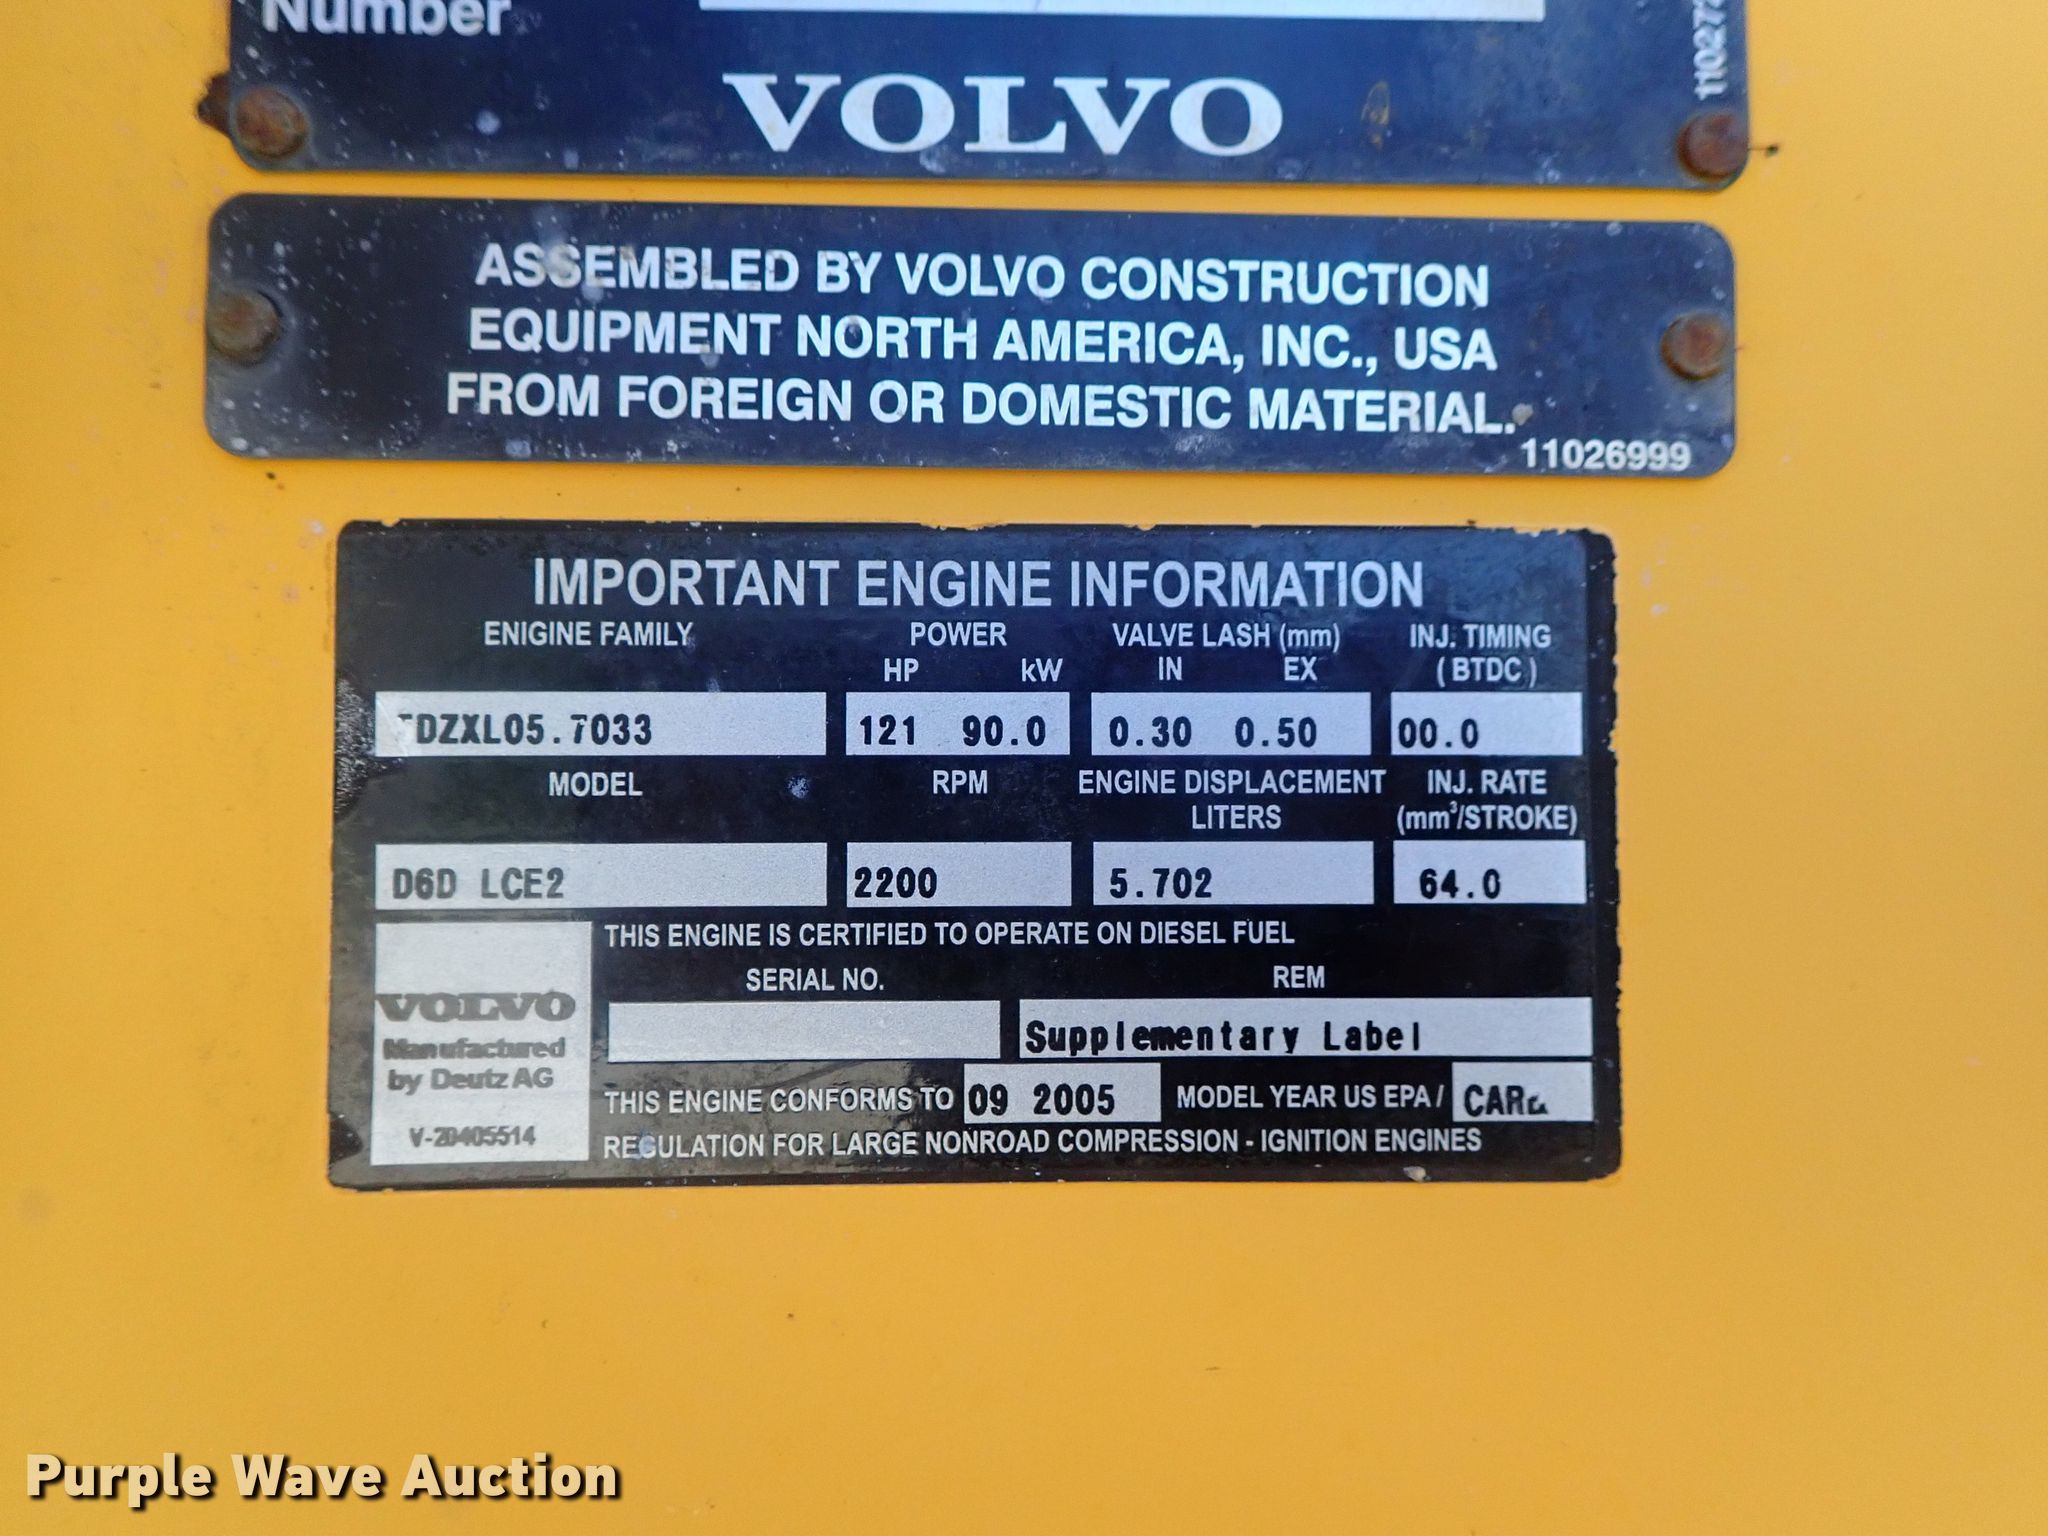 Number
VOLVO
ASSEMBLED BY VOLVO CONSTRUCTION
EQUIPMENT NORTH AMERICA, INC., USA
FROM FOREIGN OR DOMESTIC MATERIAL.
11026999
IMPORTANT ENGINE INFORMATION
ENIGINE FAMILY POWER VALVE LASH (mm) INJ. TIMING
HP kW IN EX (BTDC)
DZXL05.7033 121 90.0 0.30 0.50 00.0
MODEL RPM ENGINE DISPLACEMENT INJ. RATE
LITERS (mm³/STROKE)
D6D LCE2 2200 5.702 64.0
THIS ENGINE IS CERTIFIED TO OPERATE ON DIESEL FUEL
SERIAL NO. REM
Supplementary Label
VOLVO
Manufactured
by Deutz AG
V-20405514
THIS ENGINE CONFORMS TO 09 2005 MODEL YEAR US EPA/
REGULATION FOR LARGE NONROAD COMPRESSION - IGNITION ENGINES
Purple Wave Auction